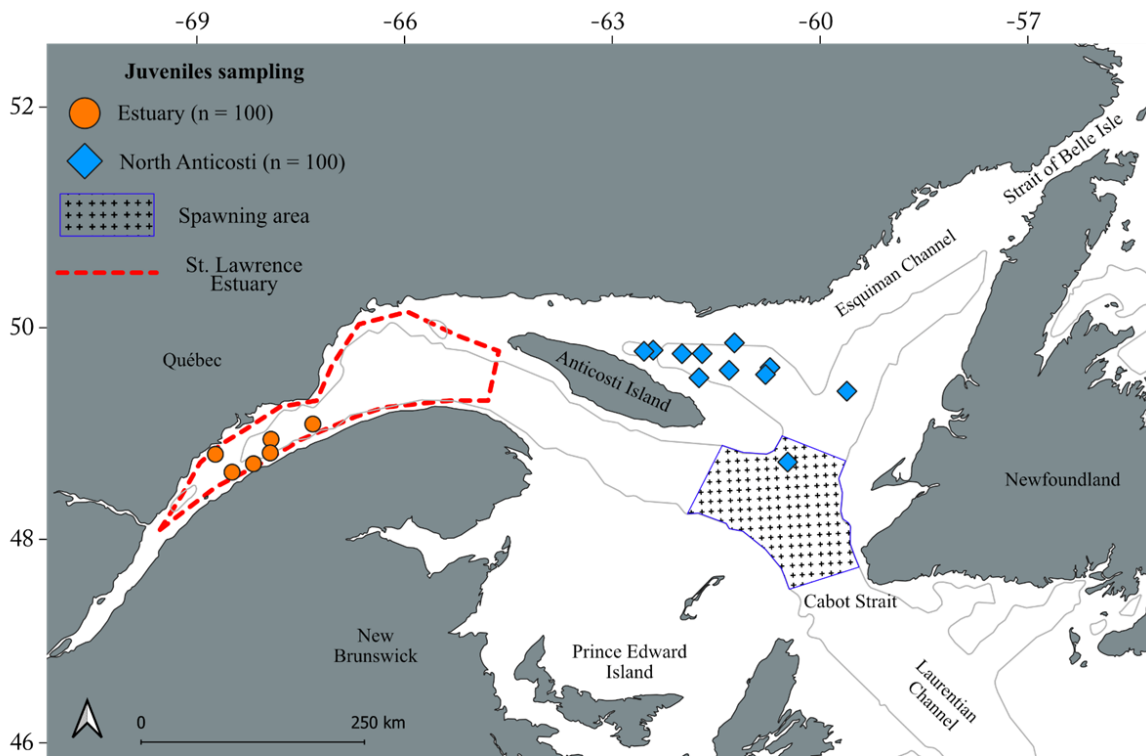 -69 -66 -63 -60 -57
Juveniles sampling
52
Estuary (n = 100)
North Anticosti (n = 100)
Strait of Belle Isle
Spawning area
St. Lawrence
Estuary
Esquiman Channel
50
Québec
Anticosti Island
Newfoundland
48
Cabot Strait
New
Brunswick
Prince Edward
Island
Laurentian
Channel
0 250 km
46